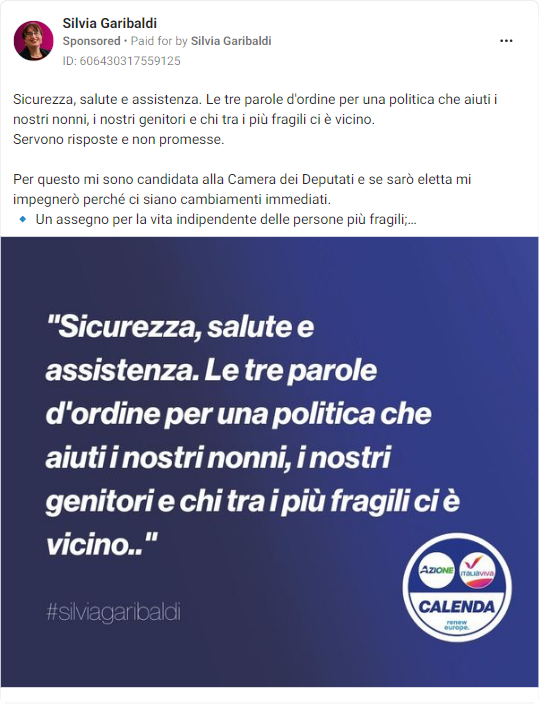 Silvia Garibaldi
Sponsored • Paid for by Silvia Garibaldi
ID: 606430317559125
Sicurezza, salute e assistenza. Le tre parole d'ordine per una politica che aiuti i
nostri nonni, i nostri genitori e chi tra i più fragili ci è vicino.
Servono risposte e non promesse.
Per questo mi sono candidata alla Camera dei Deputati e se sarò eletta mi
impegnerò perché ci siano cambiamenti immediati.
🔹 Un assegno per la vita indipendente delle persone più fragili;...
"Sicurezza, salute e
assistenza. Le tre parole
d'ordine per una politica che
aiuti i nostri nonni, i nostri
genitori e chi tra i più fragili ci è
vicino.."
#silviagaribaldi
AZIONE
ITALIAVIVA
CALENDA
renew
europe.